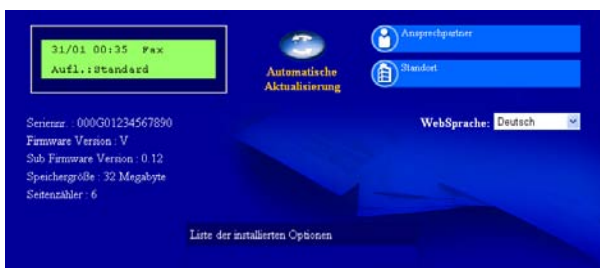 31/01 00:35 Fax
Aufl.:Standard
Automatische
Aktualisierung
Ansprechpartner
Standort
WebSprache: Deutsch
Seriennr. : 000G01234567890
Firmware Version : V
Sub Firmware Version : 0.12
Speichergröße : 32 Megabyte
Seitenzähler : 6
Liste der installierten Optionen